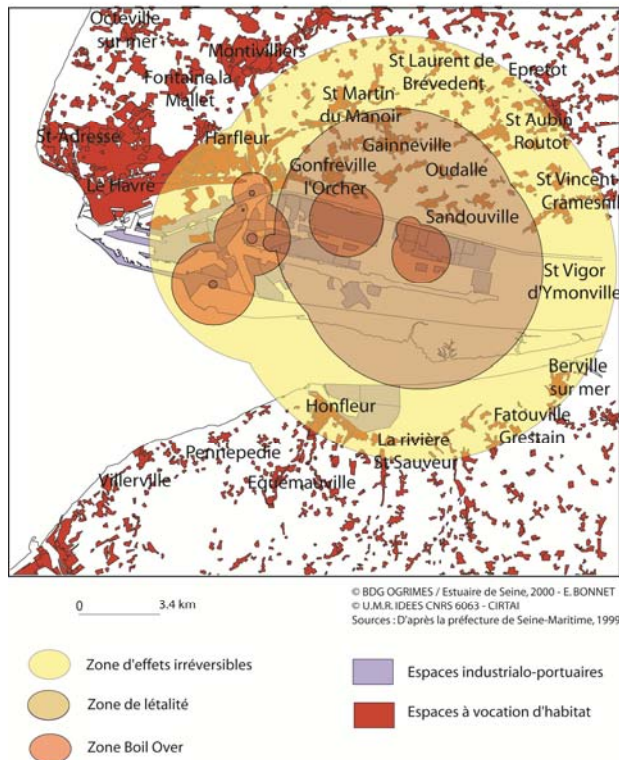 Octeville
sur mer
Montivilliers
Fontaine la
Mallet
St Laurent de
Brévedent
Epretot
St Martin
du Manoir
St-Adresse
Harfleur
Gainneville
St Aubin
Routot
Le Havre
Gonfreville
l'Orcher
Oudalle
St Vincent
Cramesnil
Sandouville
St Vigor
d'Ymonville
Berville
sur mer
Honfleur
Fatouville
Grestain
La rivière
St Sauveur
Pennepedie
Villerville
Equemauville
0 3.4 km
© BDG OGRIMES / Estuaire de Seine, 2000 - E. BONNET
© U.M.R. IDEES CNRS 6063 - CIRTAI
Sources : D'après la préfecture de Seine-Maritime, 1999
Zone d'effets irréversibles
Zone de létalité
Zone Boil Over
Espaces industrialo-portuaires
Espaces à vocation d'habitat